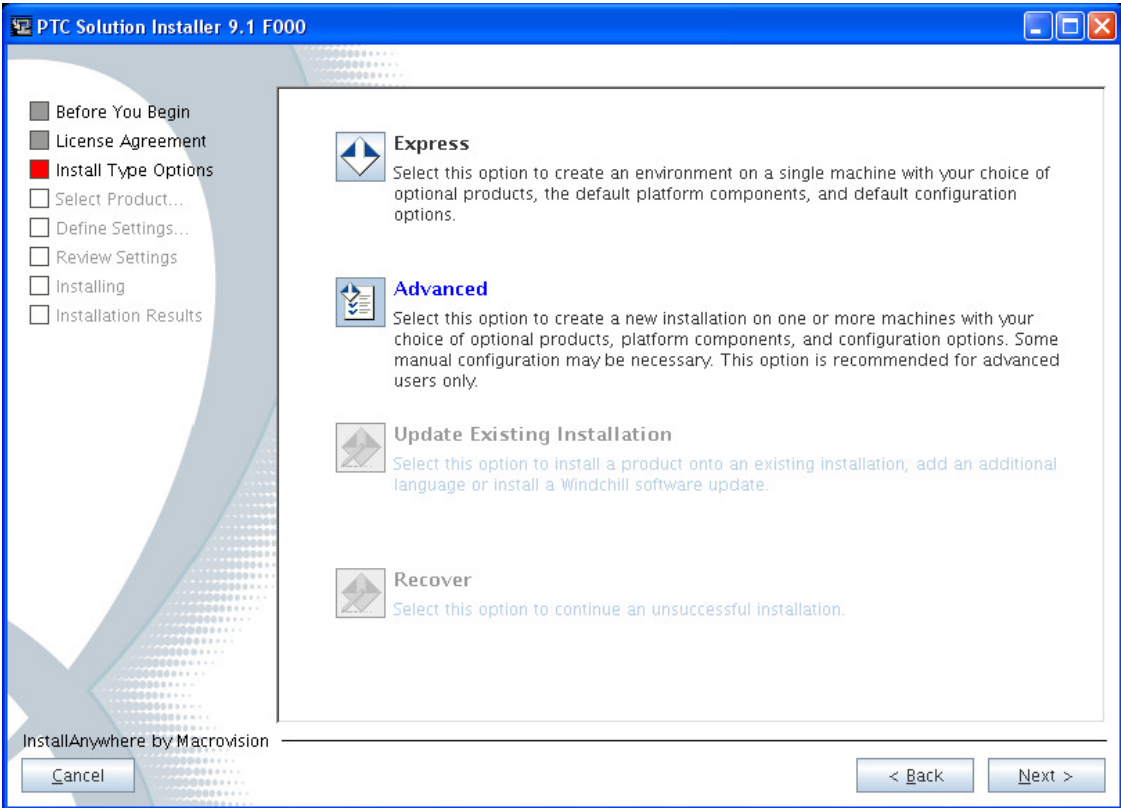 PTC Solution Installer 9.1 F000
Before You Begin
License Agreement
Install Type Options
Select Product...
Define Settings...
Review Settings
Installing
Installation Results
Express
Select this option to create an environment on a single machine with your choice of
optional products, the default platform components, and default configuration
options.
Advanced
Select this option to create a new installation on one or more machines with your
choice of optional products, platform components, and configuration options. Some
manual configuration may be necessary. This option is recommended for advanced
users only.
Update Existing Installation
Select this option to install a product onto an existing installation, add an additional
language or install a Windchill software update.
Recover
Select this option to continue an unsuccessful installation.
InstallAnywhere by Macrovision
Cancel
< Back
Next >